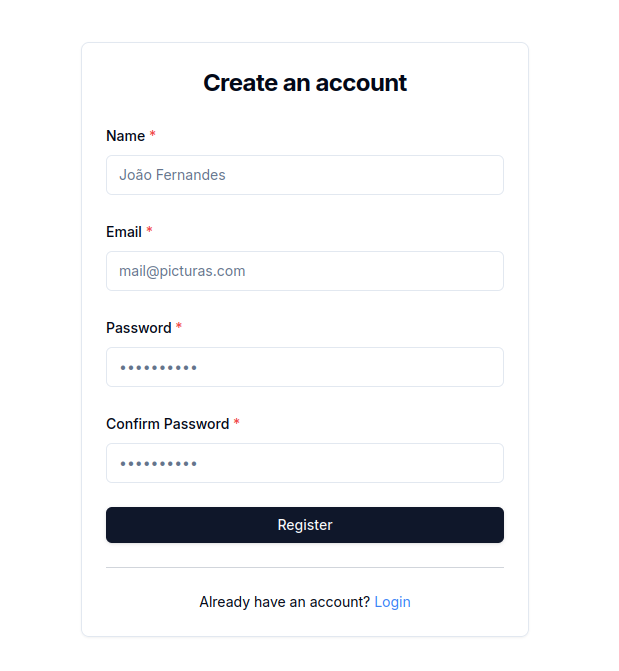 Create an account
Name *
João Fernandes
Email *
mail@picturas.com
Password *
••••••••••
Confirm Password *
••••••••••
Register
Already have an account? Login